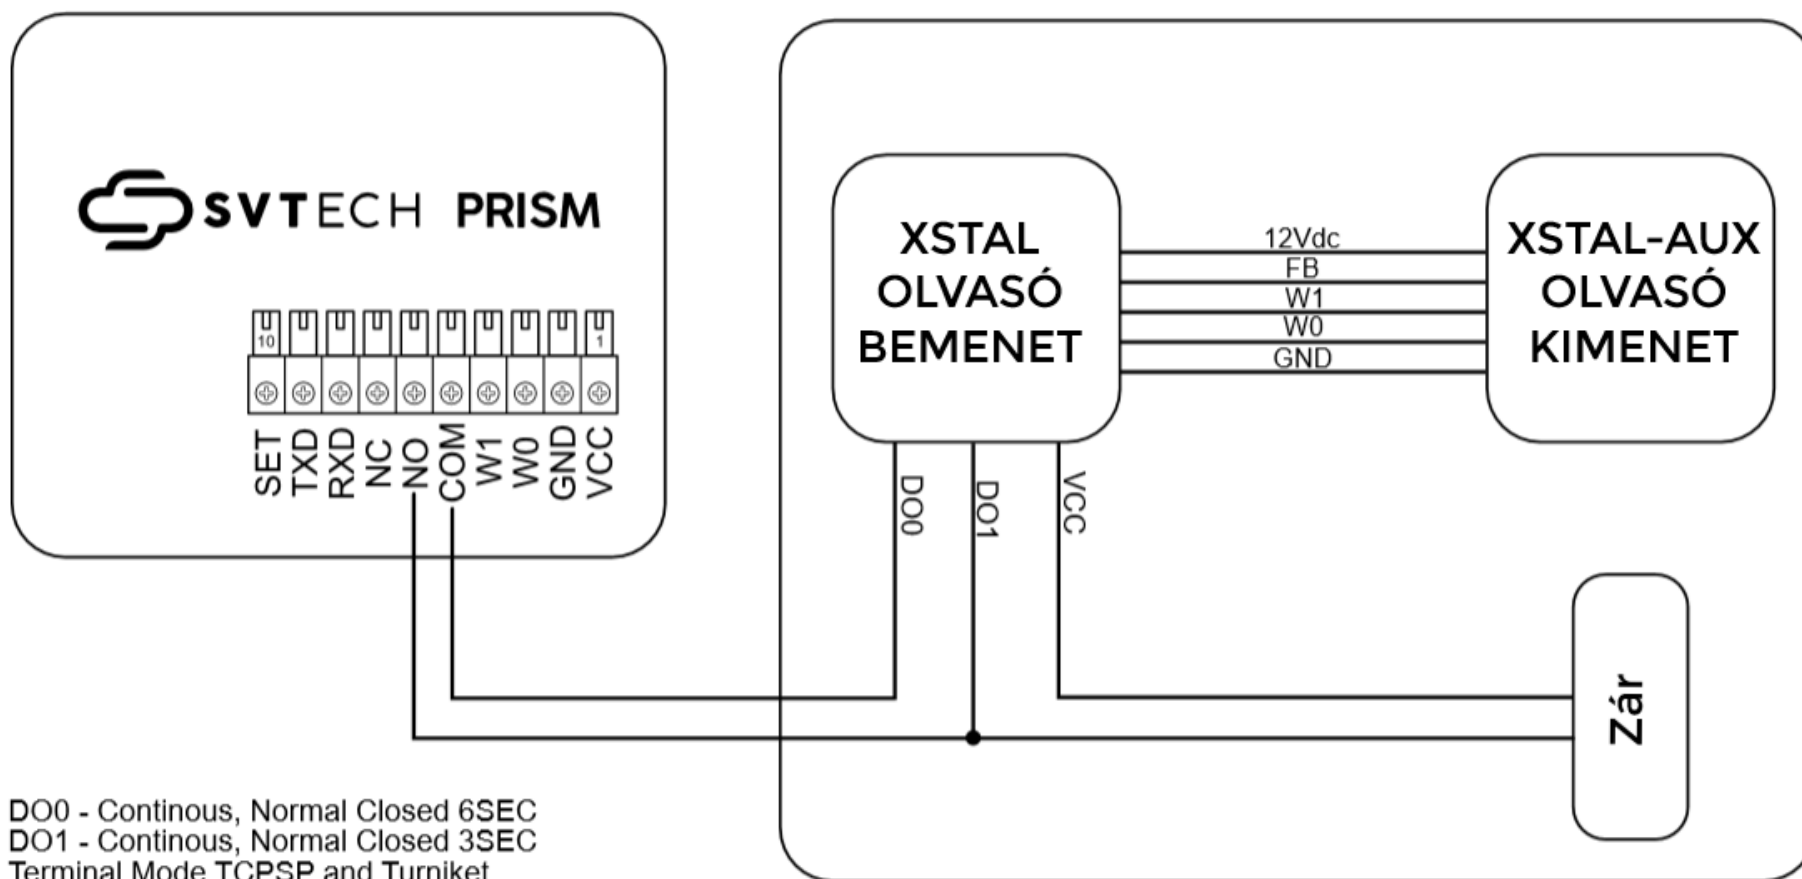 SVTECH PRISM
10
1
SET
TXD
RXD
NC
NO
COM
W1
W0
GND
VCC
XSTAL
OLVASÓ
BEMENET
12Vdc
FB
W1
W0
GND
XSTAL-AUX
OLVASÓ
KIMENET
DO0
DO1
VCC
Zár
DO0 - Continous, Normal Closed 6SEC
DO1 - Continous, Normal Closed 3SEC
Terminal Mode TCPSP and Turniket